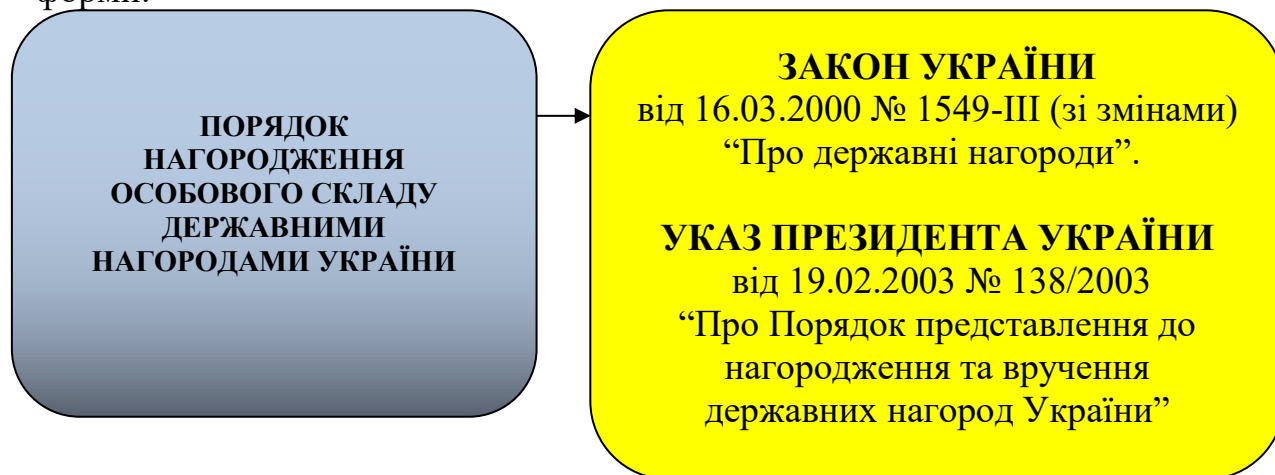 форми.
ПОРЯДОК
НАГОРОДЖЕННЯ
ОСОБОВОГО СКЛАДУ
ДЕРЖАВНИМИ
НАГОРОДАМИ УКРАЇНИ
ЗАКОН УКРАЇНИ
від 16.03.2000 № 1549-ІІІ (зі змінами)
“Про державні нагороди”.
УКАЗ ПРЕЗИДЕНТА УКРАЇНИ
від 19.02.2003 № 138/2003
“Про Порядок представлення до
нагородження та вручення
державних нагород України”